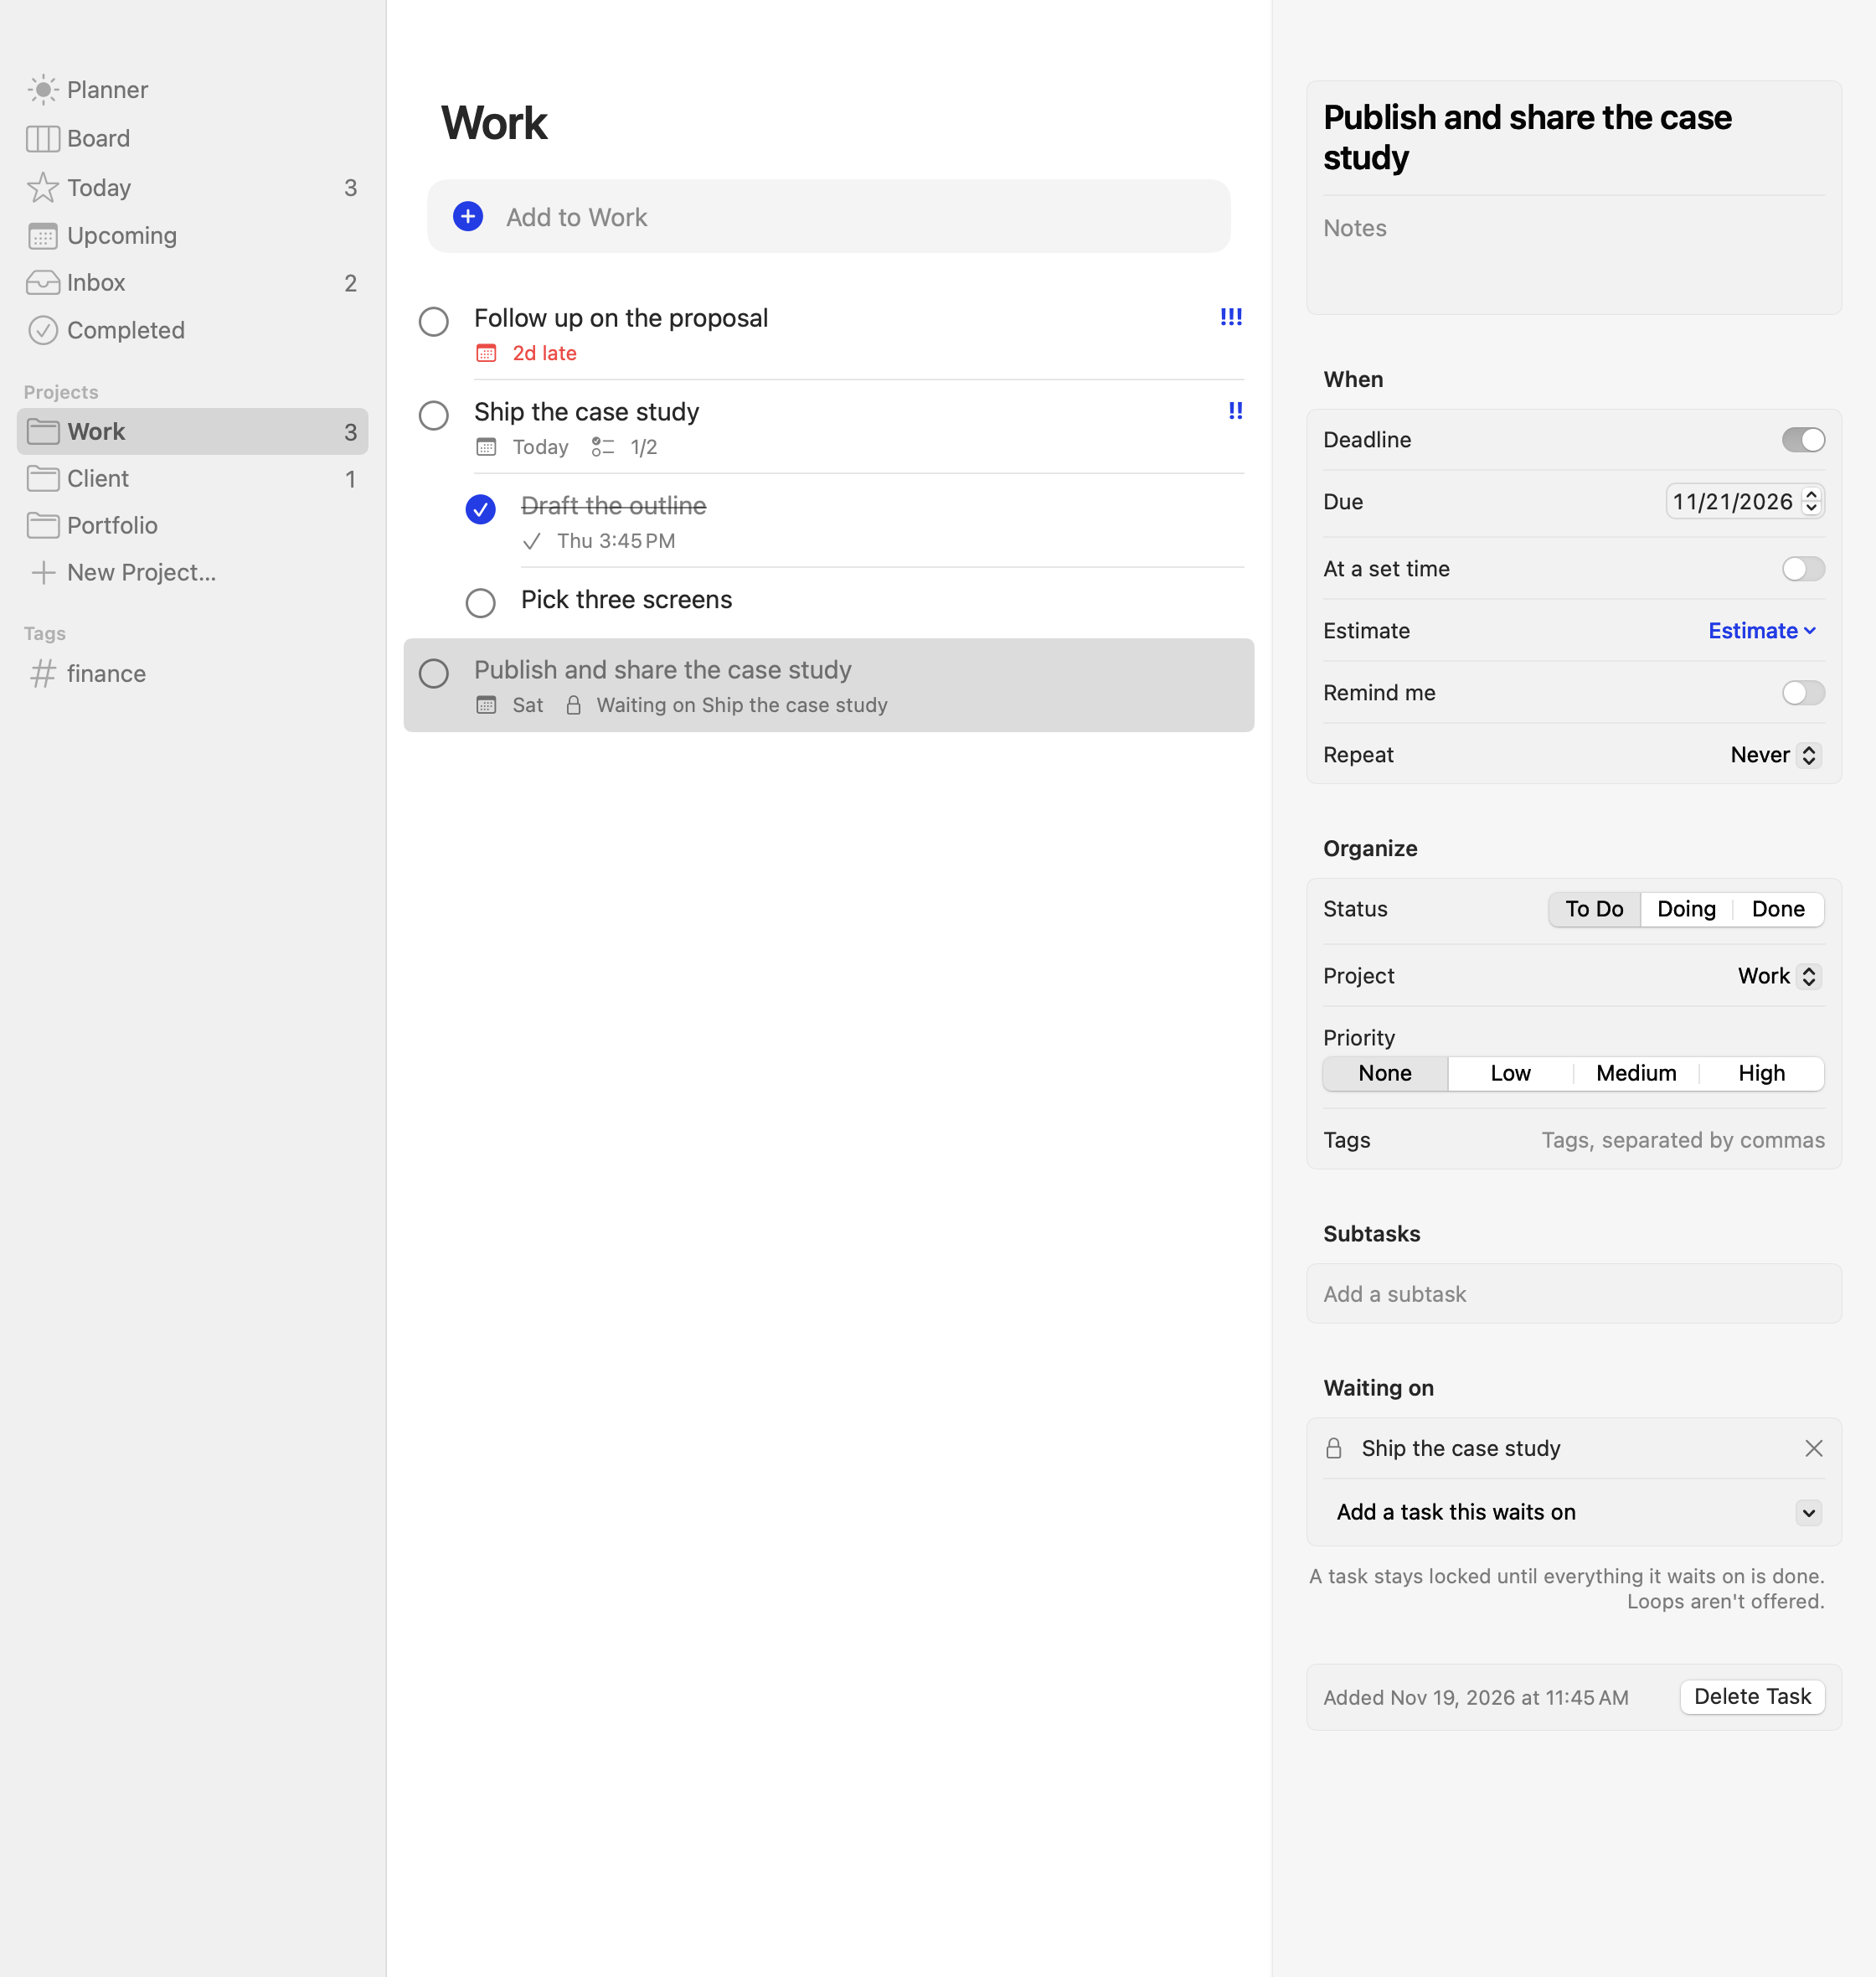 Planner
Board
Today 3
Upcoming
Inbox 2
Completed
Projects
Work 3
Client 1
Portfolio
New Project...
Tags
finance
Work
Add to Work
Follow up on the proposal !!!
2d late
Ship the case study !!
Today 1/2
Draft the outline
Thu 3:45 PM
Pick three screens
Publish and share the case study
Sat Waiting on Ship the case study
Publish and share the case
study
Notes
When
Deadline
Due 11/21/2026
At a set time
Estimate Estimate
Remind me
Repeat Never
Organize
Status To Do Doing Done
Project Work
Priority
None Low Medium High
Tags Tags, separated by commas
Subtasks
Add a subtask
Waiting on
Ship the case study
Add a task this waits on
A task stays locked until everything it waits on is done.
Loops aren't offered.
Added Nov 19, 2026 at 11:45 AM Delete Task